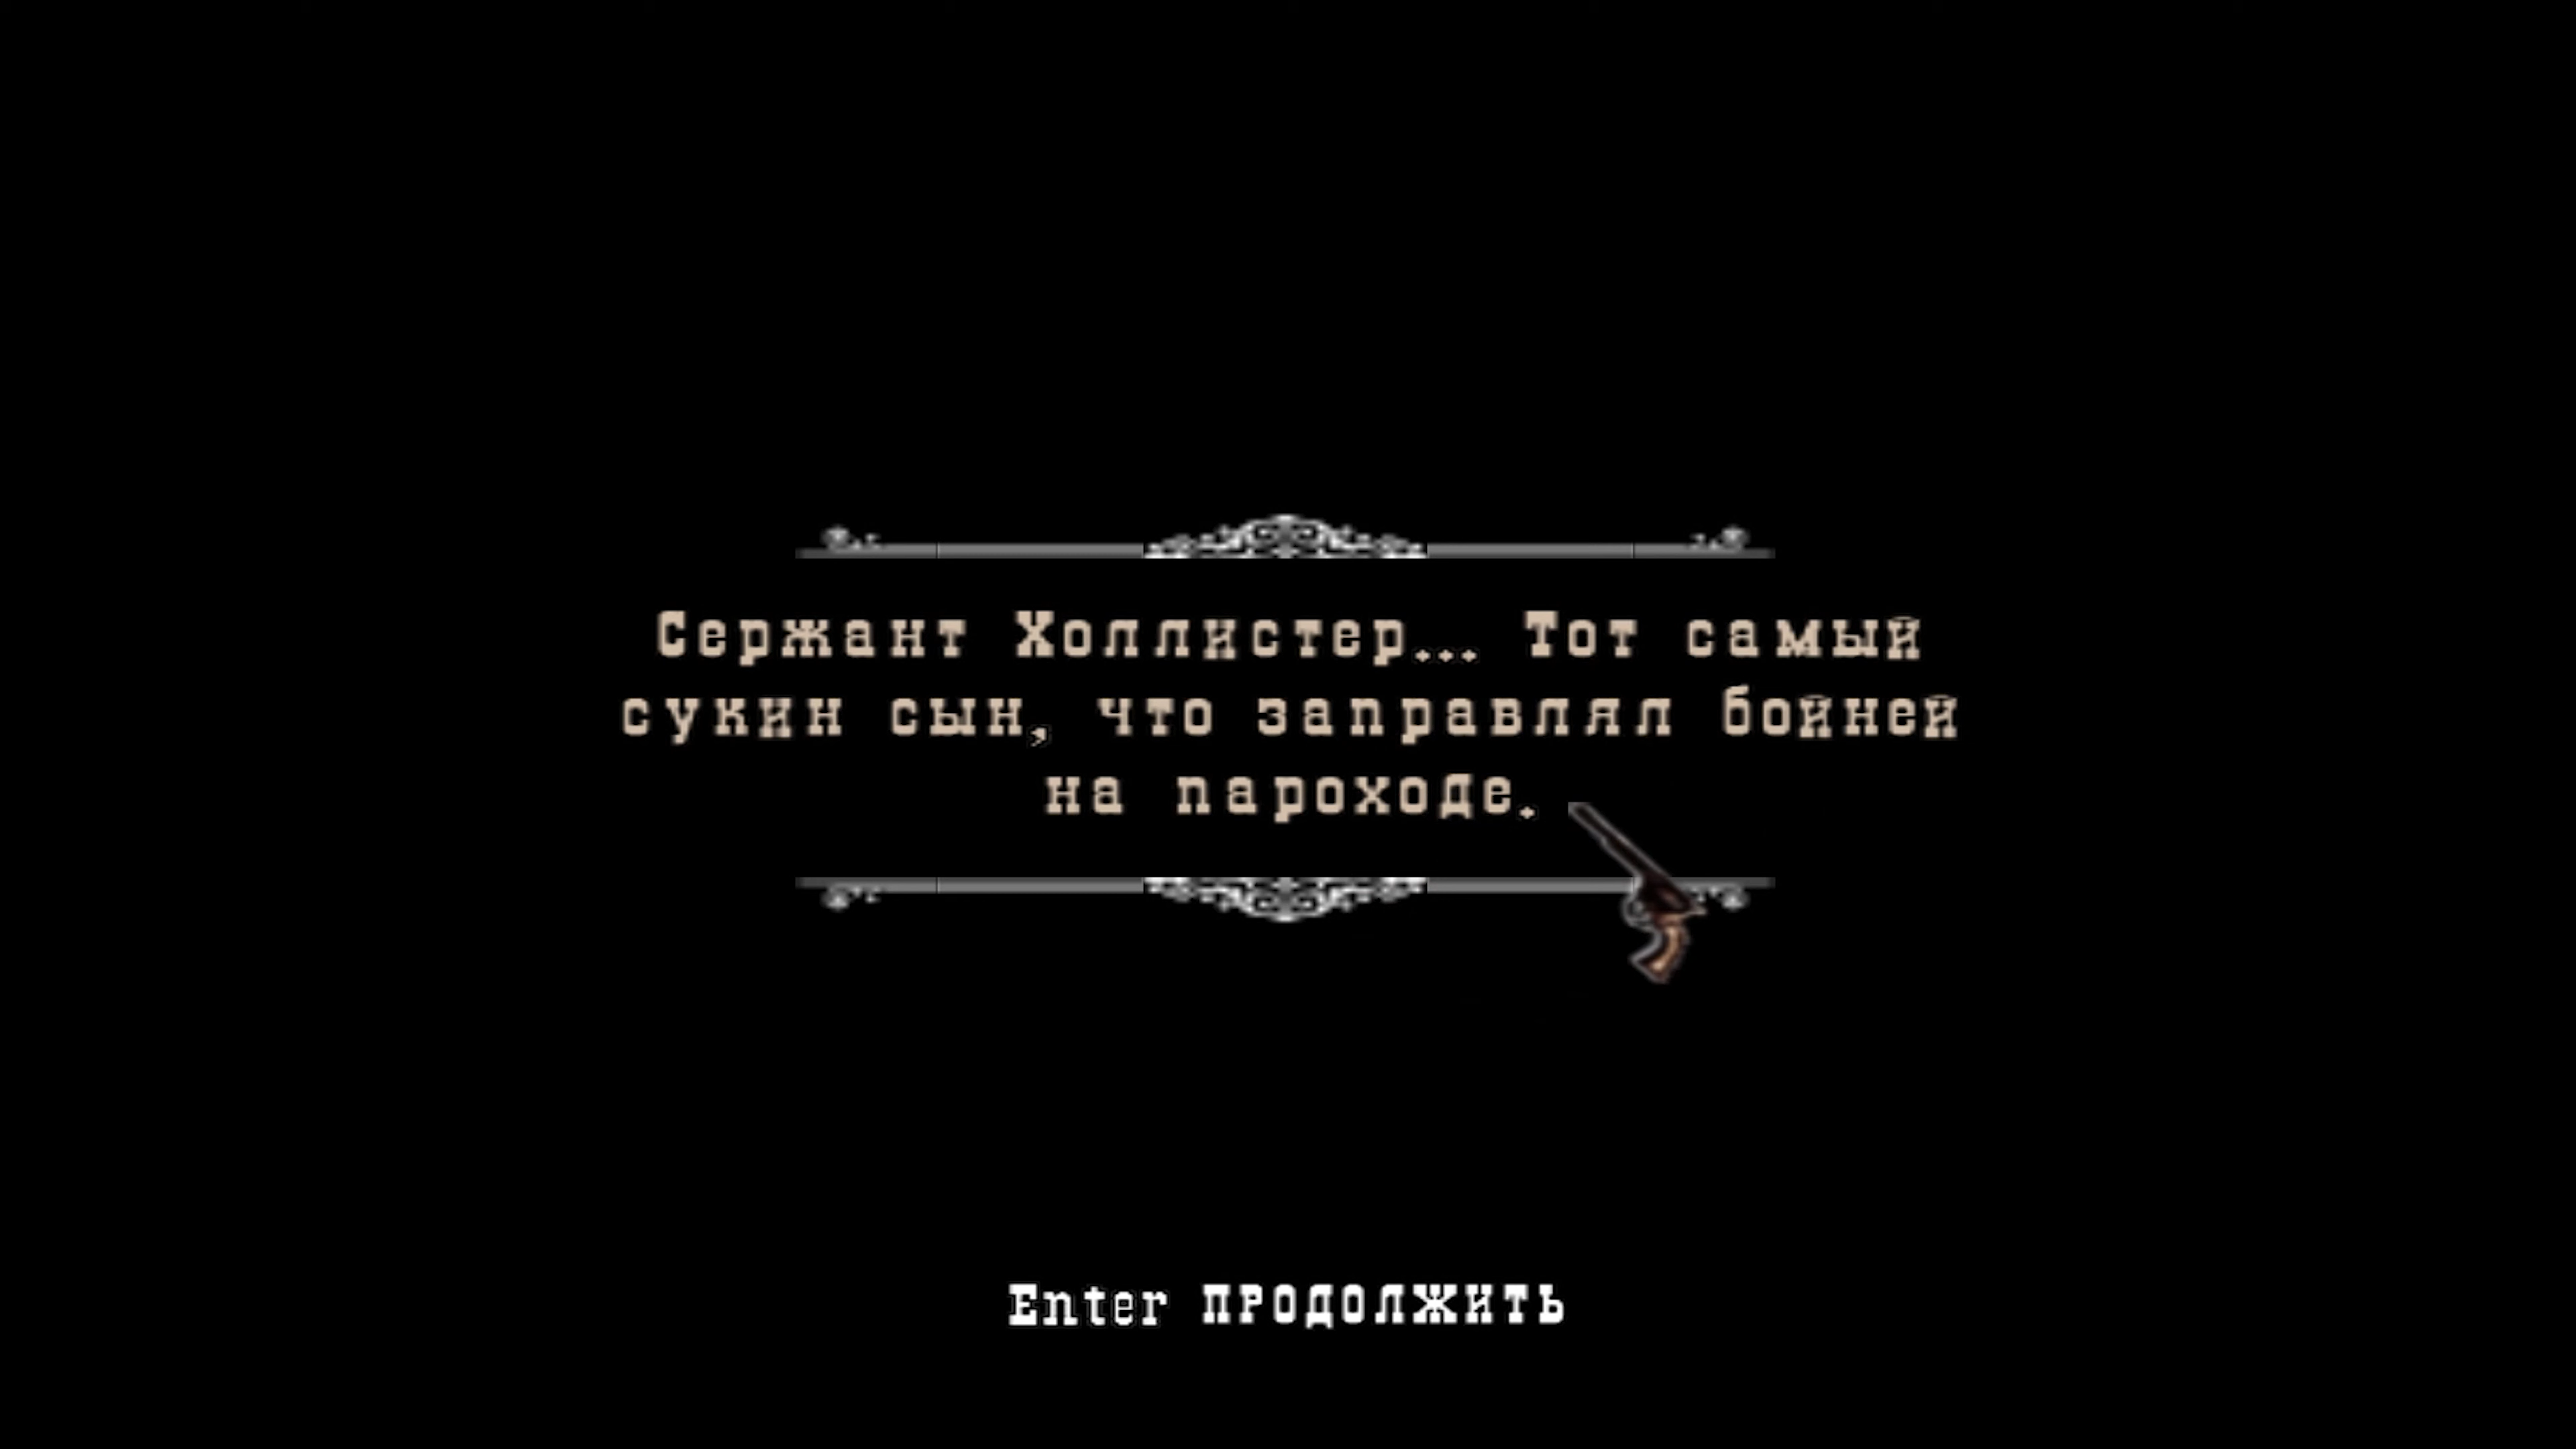 Сержант Холлистер... Тот самый
сукин сын, что заправлял бойней
на пароходе.
Enter ПРОДОЛЖИТЬ